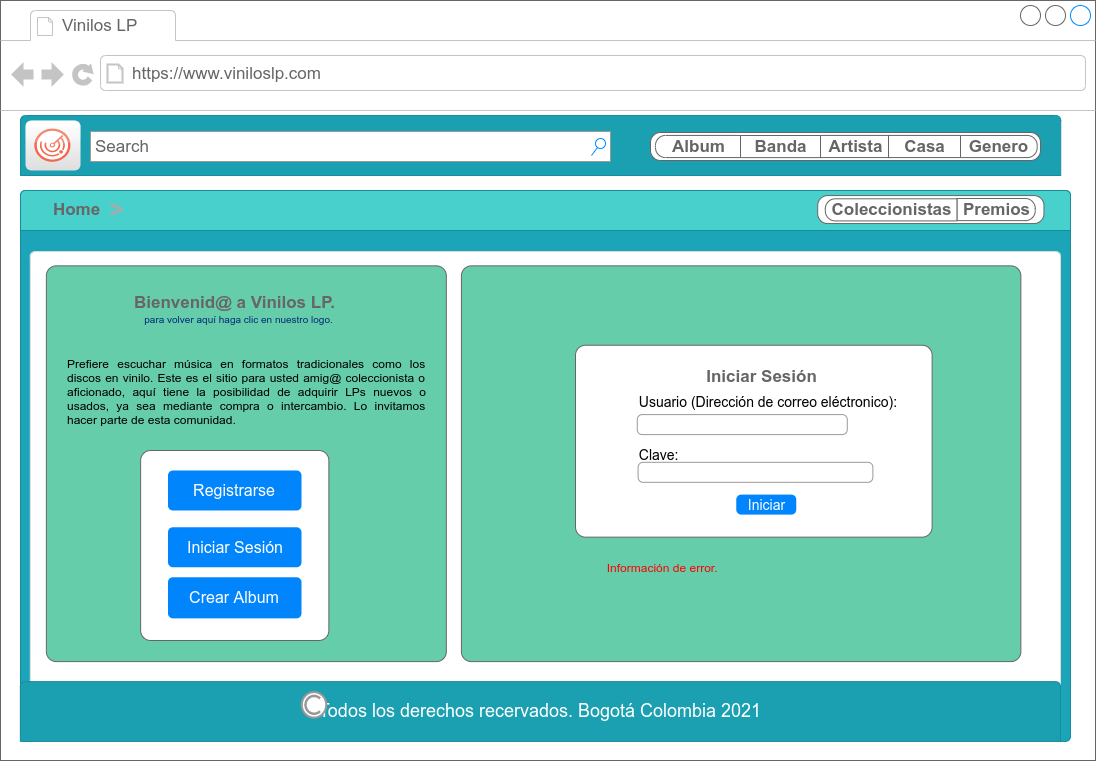 Vinilos LP
https://www.viniloslp.com
Search
Album Banda Artista Casa Genero
Home >
Coleccionistas Premios
Bienvenid@ a Vinilos LP.
para volver aquí haga clic en nuestro logo.
Prefiere escuchar música en formatos tradicionales como los
discos en vinilo. Este es el sitio para usted amig@ coleccionista o
aficionado, aquí tiene la posibilidad de adquirir LPs nuevos o
usados, ya sea mediante compra o intercambio. Lo invitamos
hacer parte de esta comunidad.
Registrarse
Iniciar Sesión
Crear Album
Iniciar Sesión
Usuario (Dirección de correo eléctronico):
Clave:
Iniciar
Información de error.
© Todos los derechos recervados. Bogotá Colombia 2021